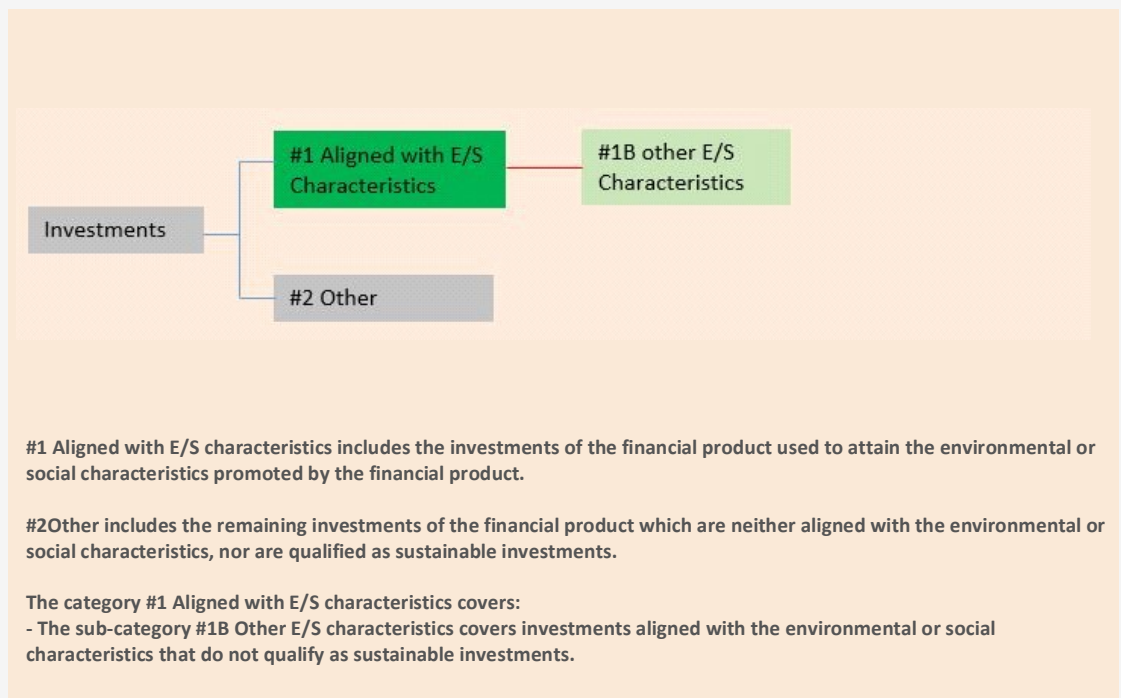 #1 Aligned with E/S
Characteristics
#1B other E/S
Characteristics
Investments
#2 Other
#1 Aligned with E/S characteristics includes the investments of the financial product used to attain the environmental or
social characteristics promoted by the financial product.
#2Other includes the remaining investments of the financial product which are neither aligned with the environmental or
social characteristics, nor are qualified as sustainable investments.
The category #1 Aligned with E/S characteristics covers:
- The sub-category #1B Other E/S characteristics covers investments aligned with the environmental or social
characteristics that do not qualify as sustainable investments.